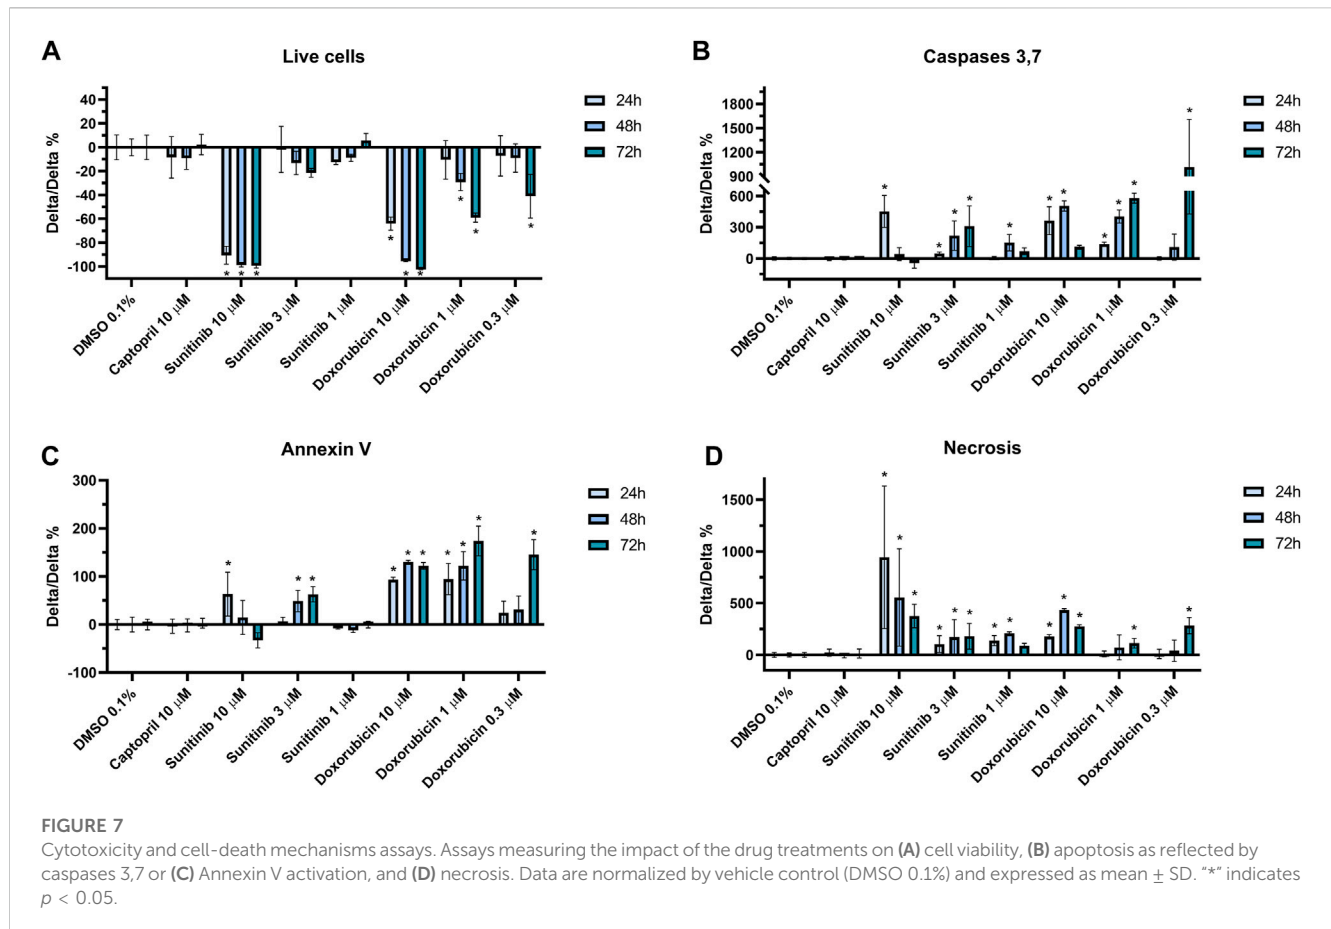 A
Live cells
Delta/Delta %
40
20
0
-20
-40
-60
-80
-100
24h
48h
72h
* * *
* * *
* *
*
DMSO 0.1%
Captopril 10 μM
Sunitinib 10 μM
Sunitinib 3 μM
Sunitinib 1 μM
Doxorubicin 10 μM
Doxorubicin 1 μM
Doxorubicin 0.3 μM
B
Caspases 3,7
Delta/Delta %
1800
1500
1200
900
600
300
0
24h
48h
72h
*
* * *
*
* *
* * *
*
DMSO 0.1%
Captopril 10 μM
Sunitinib 10 μM
Sunitinib 3 μM
Sunitinib 1 μM
Doxorubicin 10 μM
Doxorubicin 1 μM
Doxorubicin 0.3 μM
C
Annexin V
Delta/Delta %
300
200
100
0
-100
24h
48h
72h
*
* *
* * *
* * *
*
DMSO 0.1%
Captopril 10 μM
Sunitinib 10 μM
Sunitinib 3 μM
Sunitinib 1 μM
Doxorubicin 10 μM
Doxorubicin 1 μM
Doxorubicin 0.3 μM
D
Necrosis
Delta/Delta %
1500
1000
500
0
24h
48h
72h
* * *
* * *
* *
* * *
*
*
DMSO 0.1%
Captopril 10 μM
Sunitinib 10 μM
Sunitinib 3 μM
Sunitinib 1 μM
Doxorubicin 10 μM
Doxorubicin 1 μM
Doxorubicin 0.3 μM
FIGURE 7
Cytotoxicity and cell-death mechanisms assays. Assays measuring the impact of the drug treatments on (A) cell viability, (B) apoptosis as reflected by
caspases 3,7 or (C) Annexin V activation, and (D) necrosis. Data are normalized by vehicle control (DMSO 0.1%) and expressed as mean ± SD. "*" indicates
p < 0.05.